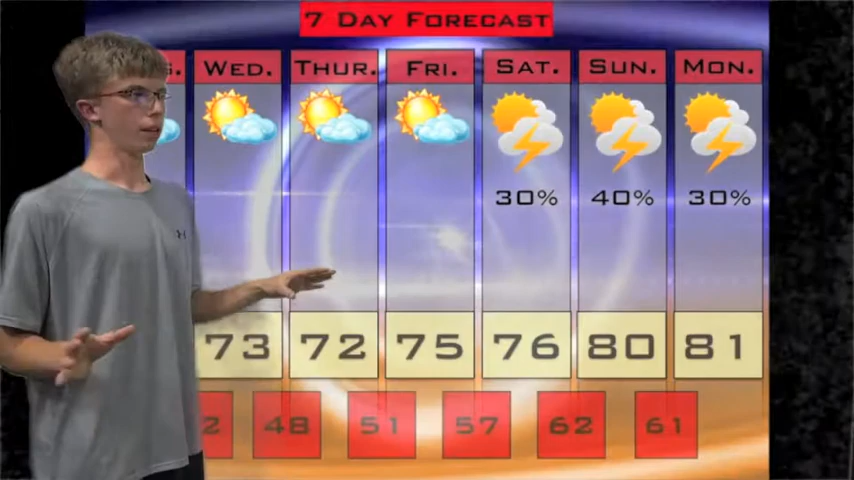 7 DAY FORECAST
WED. THUR. FRI. SAT. SUN. MON.
30% 40% 30%
73 72 75 76 80 81
48 51 57 62 61